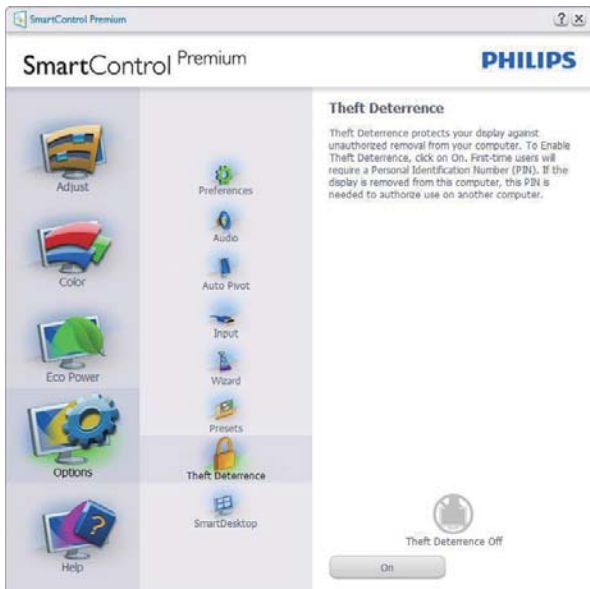 SmartControl Premium
? x
SmartControl Premium
PHILIPS
Adjust
Color
Eco Power
Options
?
Help
Preferences
Audio
Auto Pivot
Input
Wizard
Presets
Theft Deterrence
SmartDesktop
Theft Deterrence
Theft Deterrence protects your display against
unauthorized removal from your computer. To Enable
Theft Deterrence, click on On. First-time users will
require a Personal Identification Number (PIN). If the
display is removed from this computer, this PIN is
needed to authorize use on another computer.
Theft Deterrence Off
On